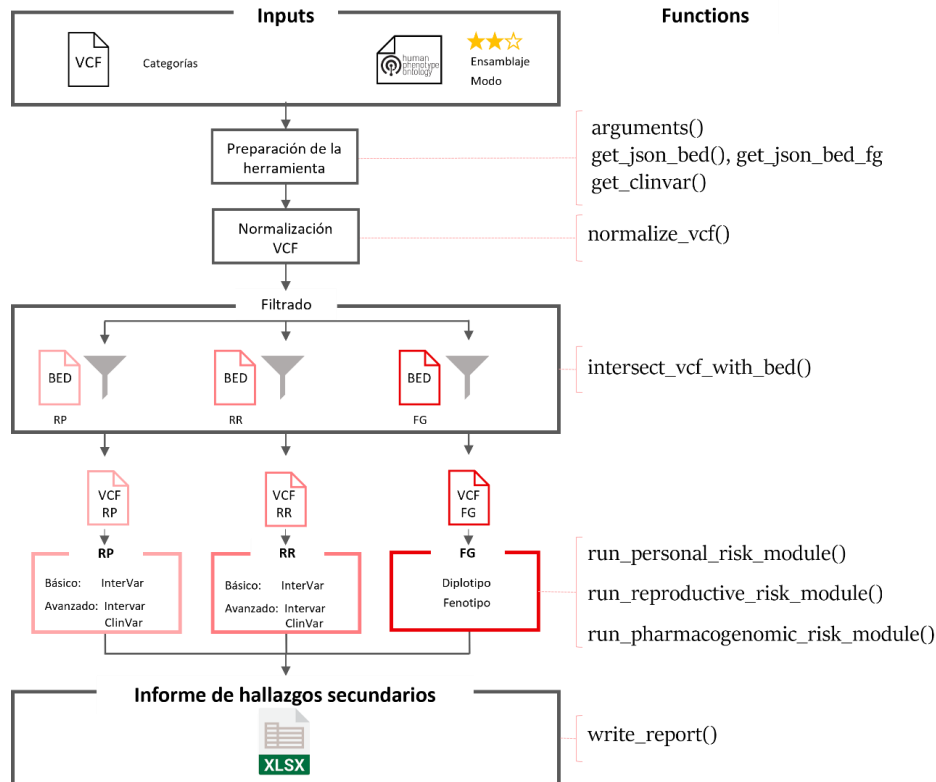 Inputs
Functions
VCF
Categorías
human
phenotype
ontology
Ensamblaje
Modo
Preparación de la
herramienta
arguments()
get_json_bed(), get_json_bed_fg
get_clinvar()
Normalización
VCF
normalize_vcf()
Filtrado
BED
BED
BED
RP
RR
FG
intersect_vcf_with_bed()
VCF
RP
VCF
RR
VCF
FG
RP
Básico: InterVar
Avanzado: Intervar
ClinVar
RR
Básico: InterVar
Avanzado: Intervar
ClinVar
FG
Diplotipo
Fenotipo
run_personal_risk_module()
run_reproductive_risk_module()
run_pharmacogenomic_risk_module()
Informe de hallazgos secundarios
XLSX
write_report()